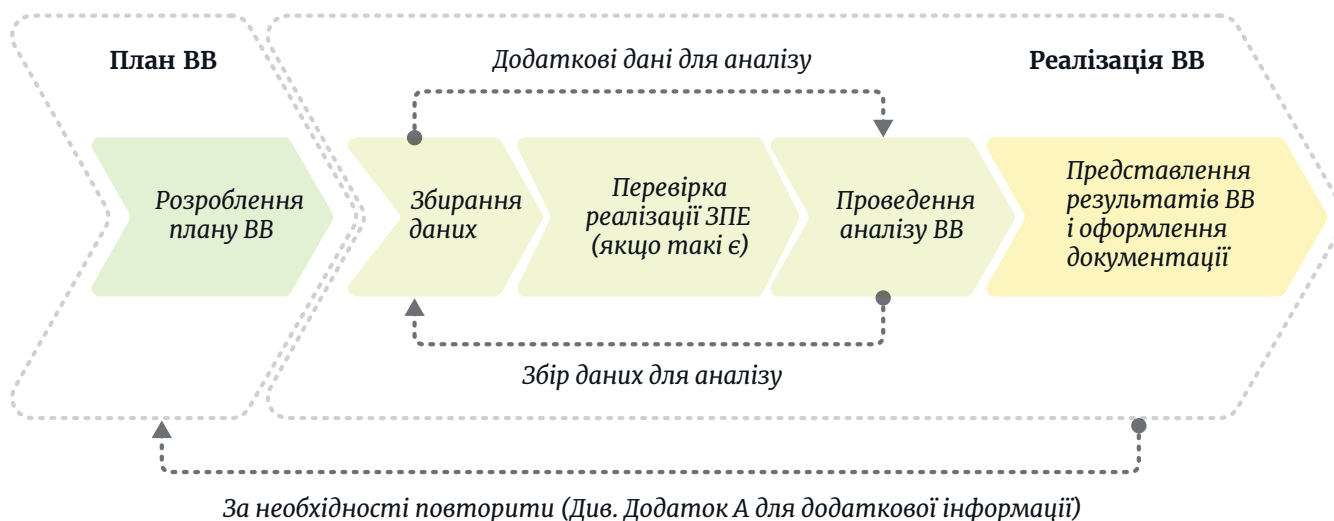 План ВВ
Додаткові дані для аналізу
Реалізація ВВ
Розроблення
плану ВВ
Збирання
даних
Перевірка
реалізації ЗПЕ
(якщо такі є)
Проведення
аналізу ВВ
Представлення
результатів ВВ
і оформлення
документації
Збір даних для аналізу
За необхідності повторити (Див. Додаток А для додаткової інформації)